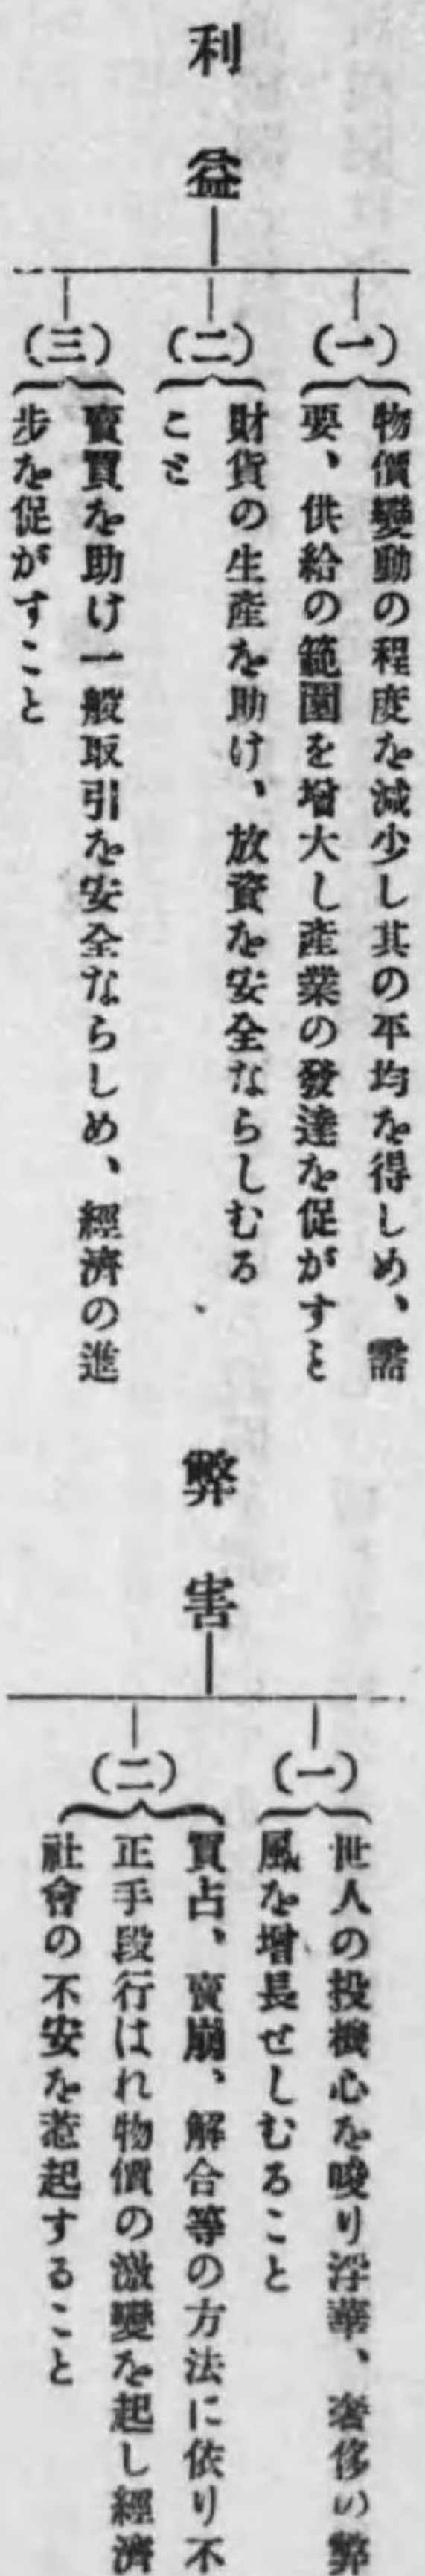 利益
(一)
物價變動の程度を減少し其の平均を得しめ、需
要、供給の範圍を增大し産業の發達を促がすこと
(二)
財貨の生産を助け、放資を安全ならしむる
こと
(三)
賣買を助け一般取引を安全ならしめ、經濟の進
步を促がすこと
弊害
(一)
世人の投機心を唆り浮華、奢侈の弊
風を增長せしむること
(二)
買占、賣崩、解合等の方法に依り不
正手段行はれ物價の激變を起し經濟
社會の不安を惹起すること